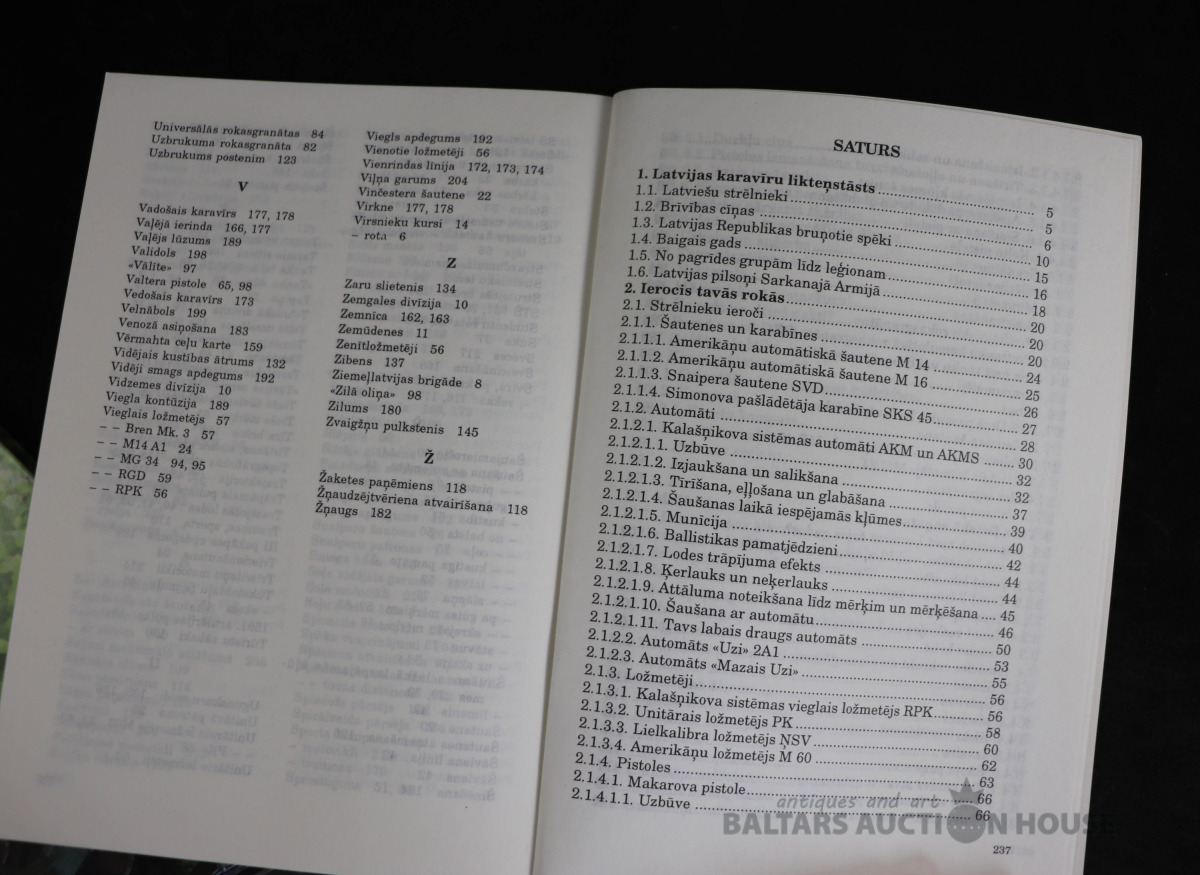 Universālās rokasgranātas 84
Uzbrukuma rokasgranāta 82
Uzbrukums postenim 123
V
Vadošais karavīrs 177, 178
Vaļējā ierinda 166, 177
Vaļējs lūzums 189
Validols 198
«Vālīte» 97
Valtera pistole 65, 98
Vedošais karavīrs 173
Velnābols 199
Venozā asiņošana 183
Vērmahta ceļu karte 159
Vidējais kustības ātrums 132
Vidēji smags apdegums 192
Vidzemes divīzija 10
Viegla kontūzija 189
Vieglais ložmetējs 57
– – Bren Mk. 3 57
– – M14 A1 24
– – MG 34 94, 95
– – RGD 59
– – RPK 56
Viegls apdegums 192
Vienotie ložmetēji 56
Vienrindas līnija 172, 173, 174
Viļņa garums 204
Vinčestera šautene 22
Virkne 177, 178
Virsnieku kursi 14
– rota 6
Z
Zaru slietenis 134
Zemgales divīzija 10
Zemnīca 162, 163
Zemūdenes 11
Zenītložmetēji 56
Zibens 137
Ziemeļlatvijas brigāde 8
«Zilā oliņa» 98
Zilums 180
Zvaigžņu pulkstenis 145
Ž
Žaketes paņēmiens 118
Žņaudzējtvēriena atvairīšana 118
Žņaugs 182
SATURS
1. Latvijas karavīru likteņstāsts 5
1.1. Latviešu strēlnieki 5
1.2. Brīvības cīņas 6
1.3. Latvijas Republikas bruņotie spēki 10
1.4. Baigais gads 15
1.5. No pagrīdes grupām līdz leģionam 16
1.6. Latvijas pilsoņi Sarkanajā Armijā 18
2. Ierocis tavās rokās 20
2.1. Strēlnieku ieroči 20
2.1.1. Šautenes un karabīnes 20
2.1.1.1. Amerikāņu automātiskā šautene M 14 24
2.1.1.2. Amerikāņu automātiskā šautene M 16 25
2.1.1.3. Snaipera šautene SVD 26
2.1.1.4. Simonova pašlādētāja karabīne SKS 45 27
2.1.2. Automāti 28
2.1.2.1. Kalašņikova sistēmas automāti AKM un AKMS 30
2.1.2.1.1. Uzbūve 32
2.1.2.1.2. Izjaukšana un salikšana 32
2.1.2.1.3. Tīrīšana, eļļošana un glabāšana 37
2.1.2.1.4. Šaušanas laikā iespējamās kļūmes 39
2.1.2.1.5. Munīcija 40
2.1.2.1.6. Ballistikas pamatjēdzieni 42
2.1.2.1.7. Lodes trāpījuma efekts 44
2.1.2.1.8. Ķerlauks un neķerlauks 44
2.1.2.1.9. Attāluma noteikšana līdz mērķim un mērķēšana 45
2.1.2.1.10. Šaušana ar automātu 46
2.1.2.1.11. Tavs labais draugs automāts 50
2.1.2.2. Automāts «Uzi» 2A1 53
2.1.2.3. Automāts «Mazais Uzi» 55
2.1.3. Ložmetēji 56
2.1.3.1. Kalašņikova sistēmas vieglais ložmetējs RPK 56
2.1.3.2. Unitārais ložmetējs PK 58
2.1.3.3. Lielkalibra ložmetējs ŅSV 60
2.1.3.4. Amerikāņu ložmetējs M 60 62
2.1.4. Pistoles 63
2.1.4.1. Makarova pistole 66
2.1.4.1.1. Uzbūve 66
antiques and art
BALTARS AUCTION HOUSE
237